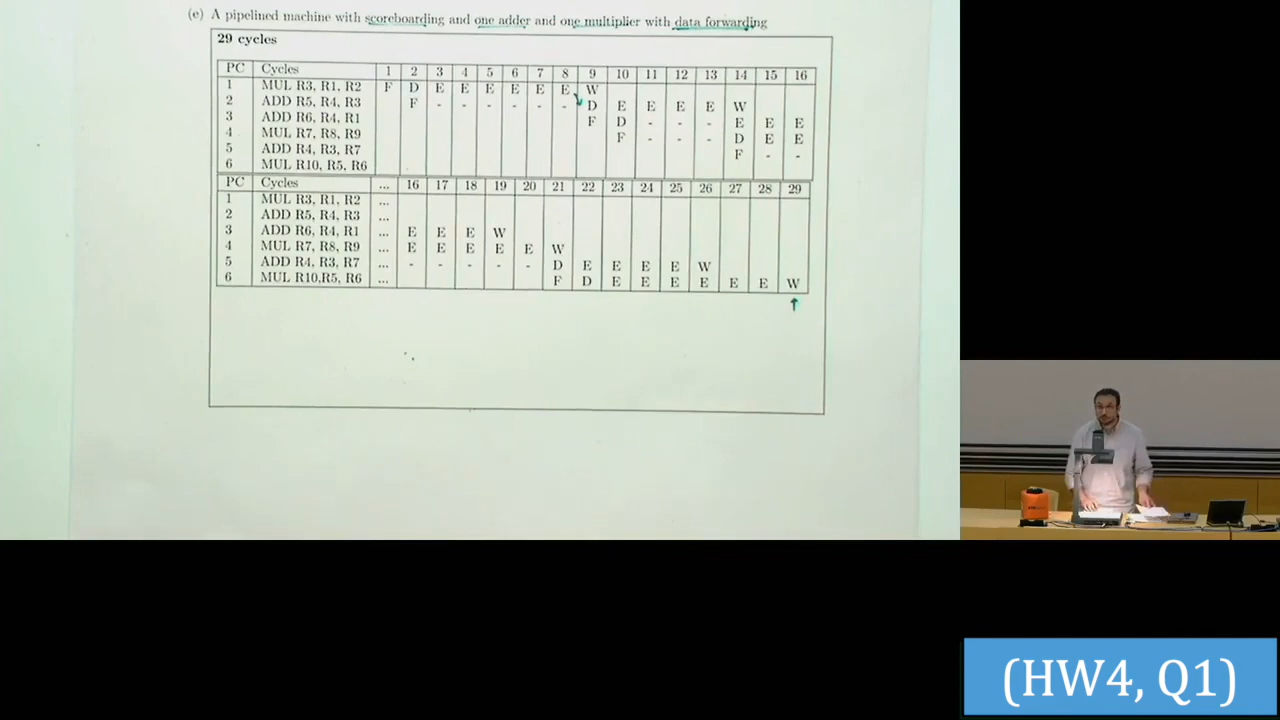 (e) A pipelined machine with scoreboarding and one adder and one multiplier with data forwarding
29 cycles
PC Cycles 1 2 3 4 5 6 7 8 9 10 11 12 13 14 15 16
1 MUL R3, R1, R2 F D E E E E E E W
2 ADD R5, R4, R3 F - - - - - - D E E E E W
3 ADD R6, R4, R1 F D - - - E E E
4 MUL R7, R8, R9 F - - - D E E
5 ADD R4, R3, R7 F - -
6 MUL R10, R5, R6
PC Cycles ... 16 17 18 19 20 21 22 23 24 25 26 27 28 29
1 MUL R3, R1, R2 ...
2 ADD R5, R4, R3 ...
3 ADD R6, R4, R1 ... E E E W
4 MUL R7, R8, R9 ... E E E E E W
5 ADD R4, R3, R7 ... - - - - - D E E E E W
6 MUL R10,R5, R6 ... F D E E E E E E W
(HW4, Q1)